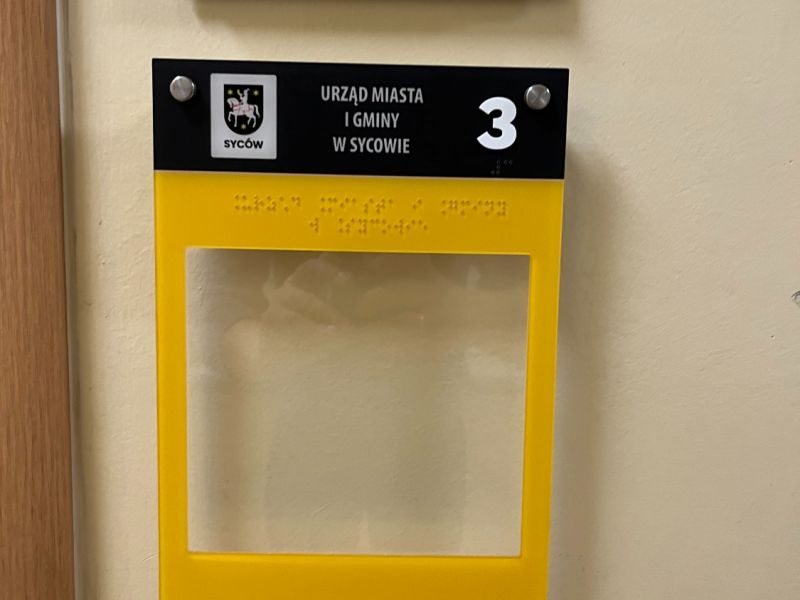 SYCÓW
URZĄD MIASTA
I GMINY
W SYCOWIE
3